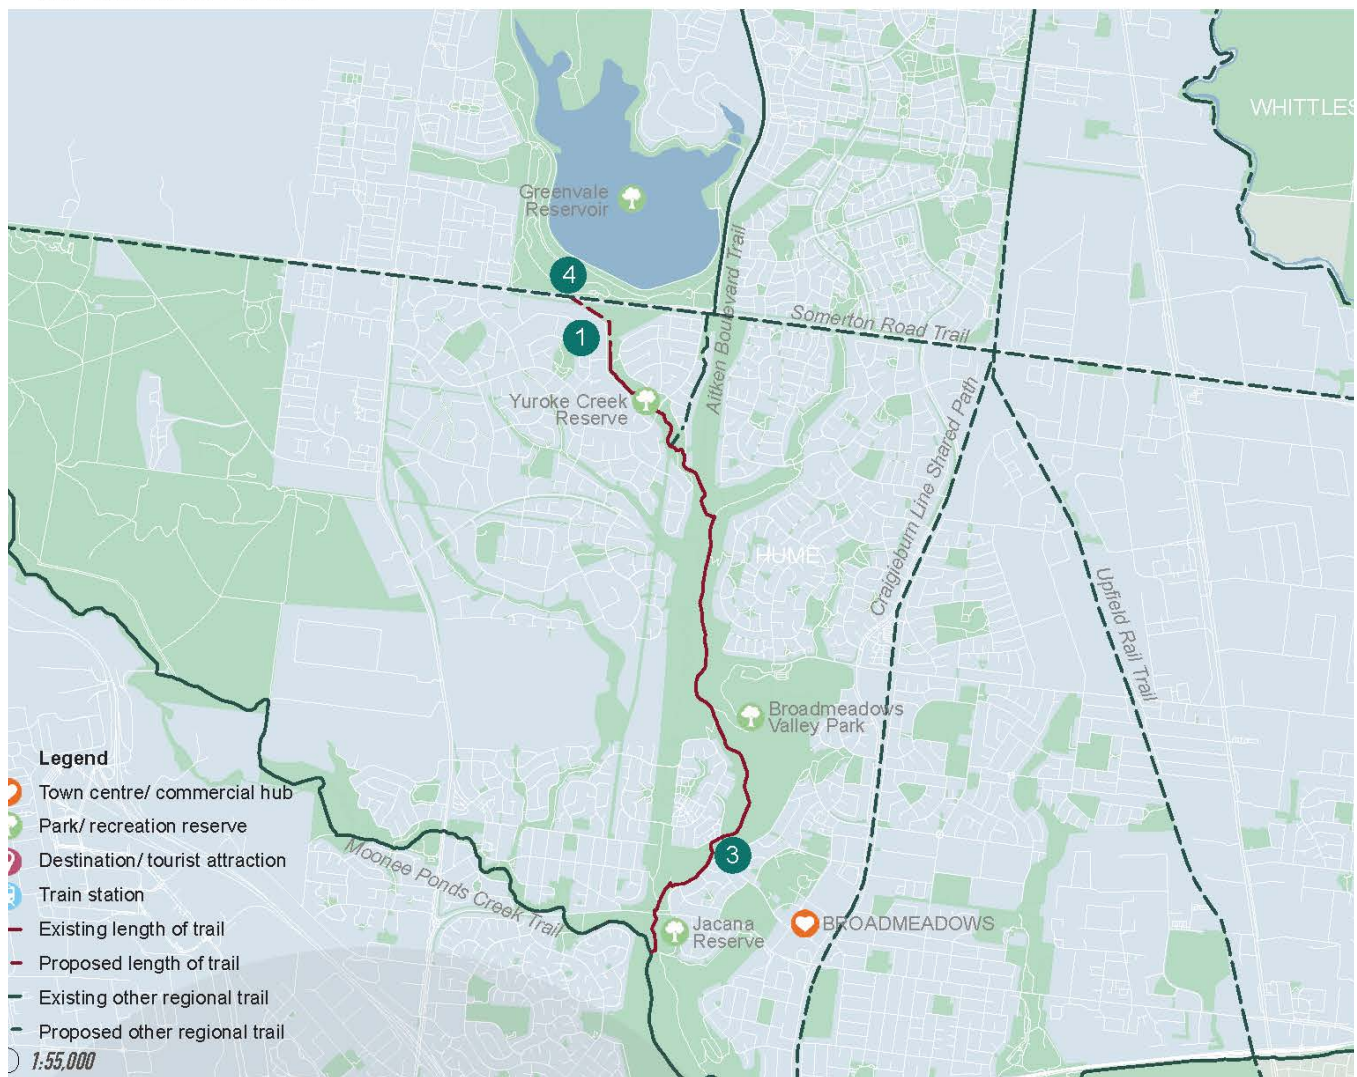 WHITTLES
Greenvale
Reservoir
4
Aitken Boulevard Trail
Somerton Road Trail
1
Yuroke Creek
Reserve
Craigieburn Line Shared Path
HUME
Upfield Rail Trail
Broadmeadows
Valley Park
Legend
Town centre/ commercial hub
Park/ recreation reserve
Destination/ tourist attraction
Train station
Existing length of trail
Proposed length of trail
Existing other regional trail
Proposed other regional trail
1:55,000
Moonee Ponds Creek Trail
3
Jacana
Reserve
BROADMEADOWS